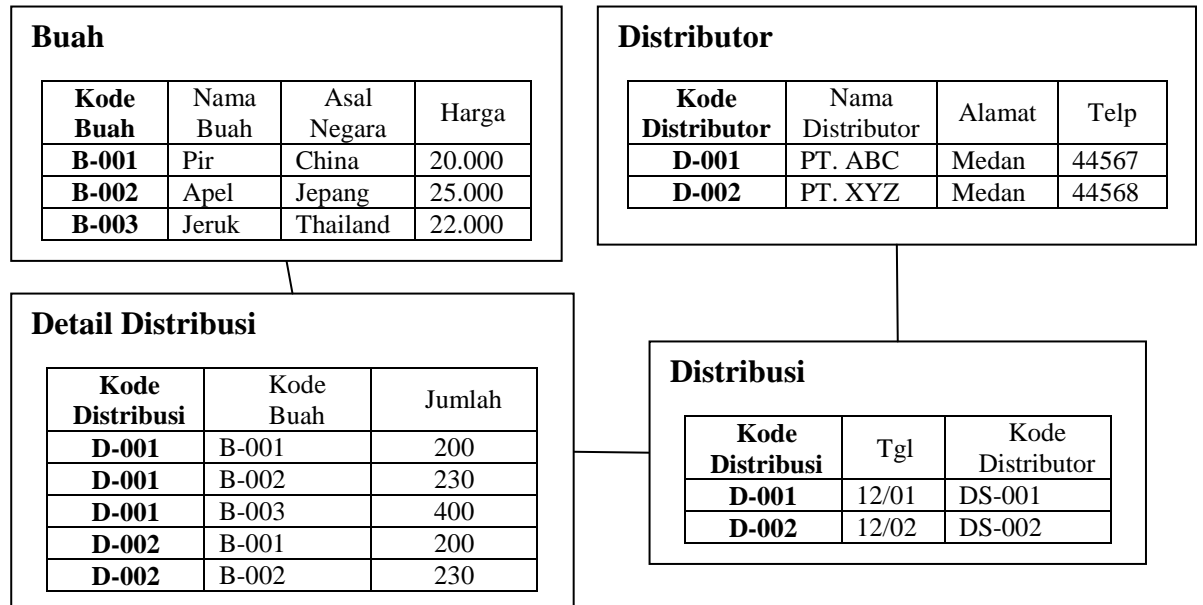 Buah
Kode Buah Nama Buah Asal Negara Harga
B-001 Pir China 20.000
B-002 Apel Jepang 25.000
B-003 Jeruk Thailand 22.000
Distributor
Kode Distributor Nama Distributor Alamat Telp
D-001 PT. ABC Medan 44567
D-002 PT. XYZ Medan 44568
Detail Distribusi
Kode Distribusi Kode Buah Jumlah
D-001 B-001 200
D-001 B-002 230
D-001 B-003 400
D-002 B-001 200
D-002 B-002 230
Distribusi
Kode Distribusi Tgl Kode Distributor
D-001 12/01 DS-001
D-002 12/02 DS-002